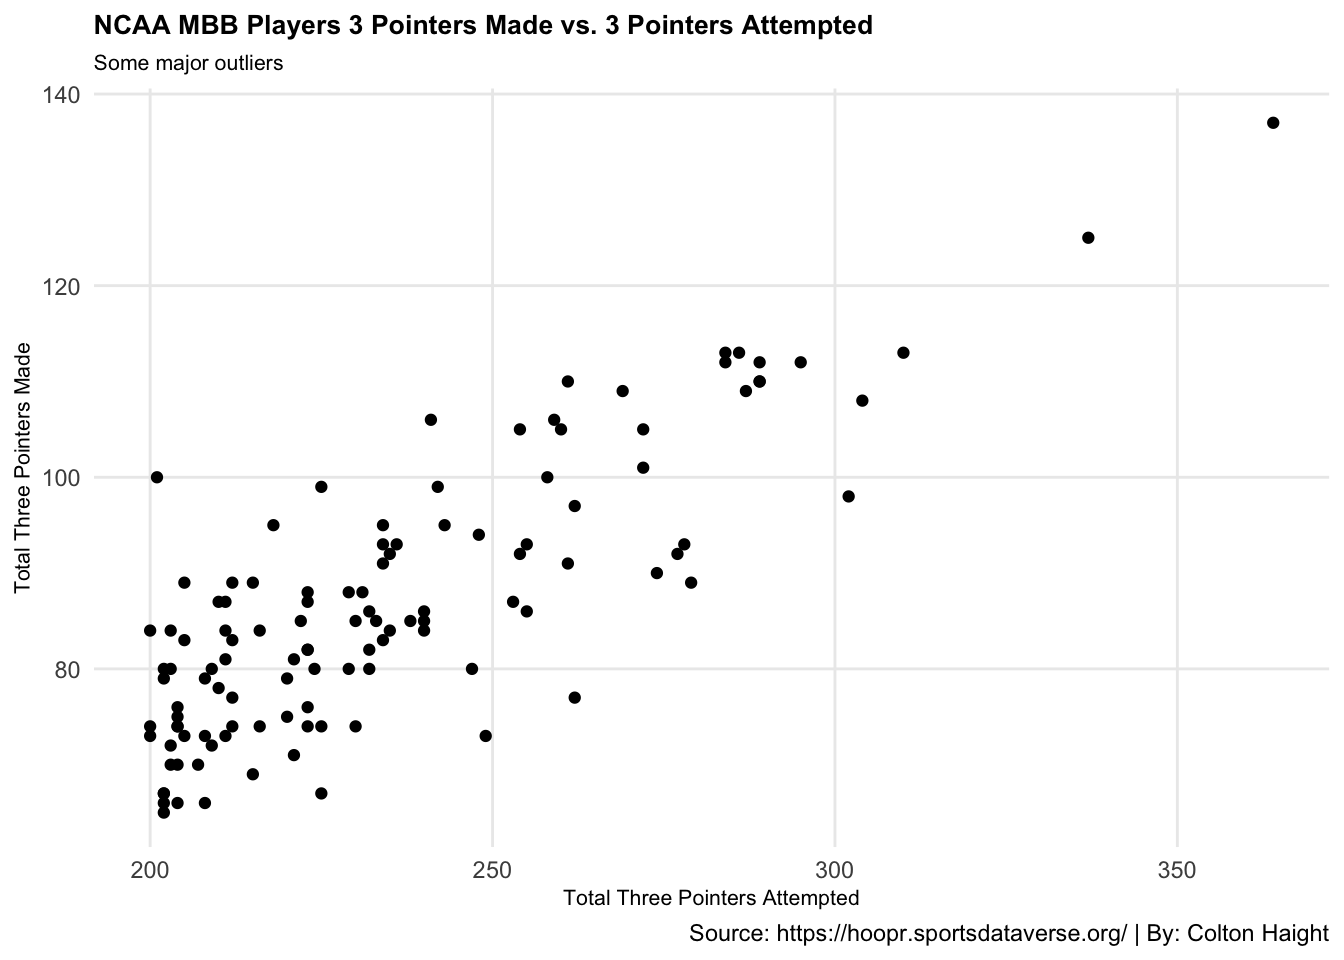 NCAA MBB Players 3 Pointers Made vs. 3 Pointers Attempted
Some major outliers
140
120
100
80
Total Three Pointers Made
200 250 300 350
Total Three Pointers Attempted
Source: https://hoopr.sportsdataverse.org/ | By: Colton Haight